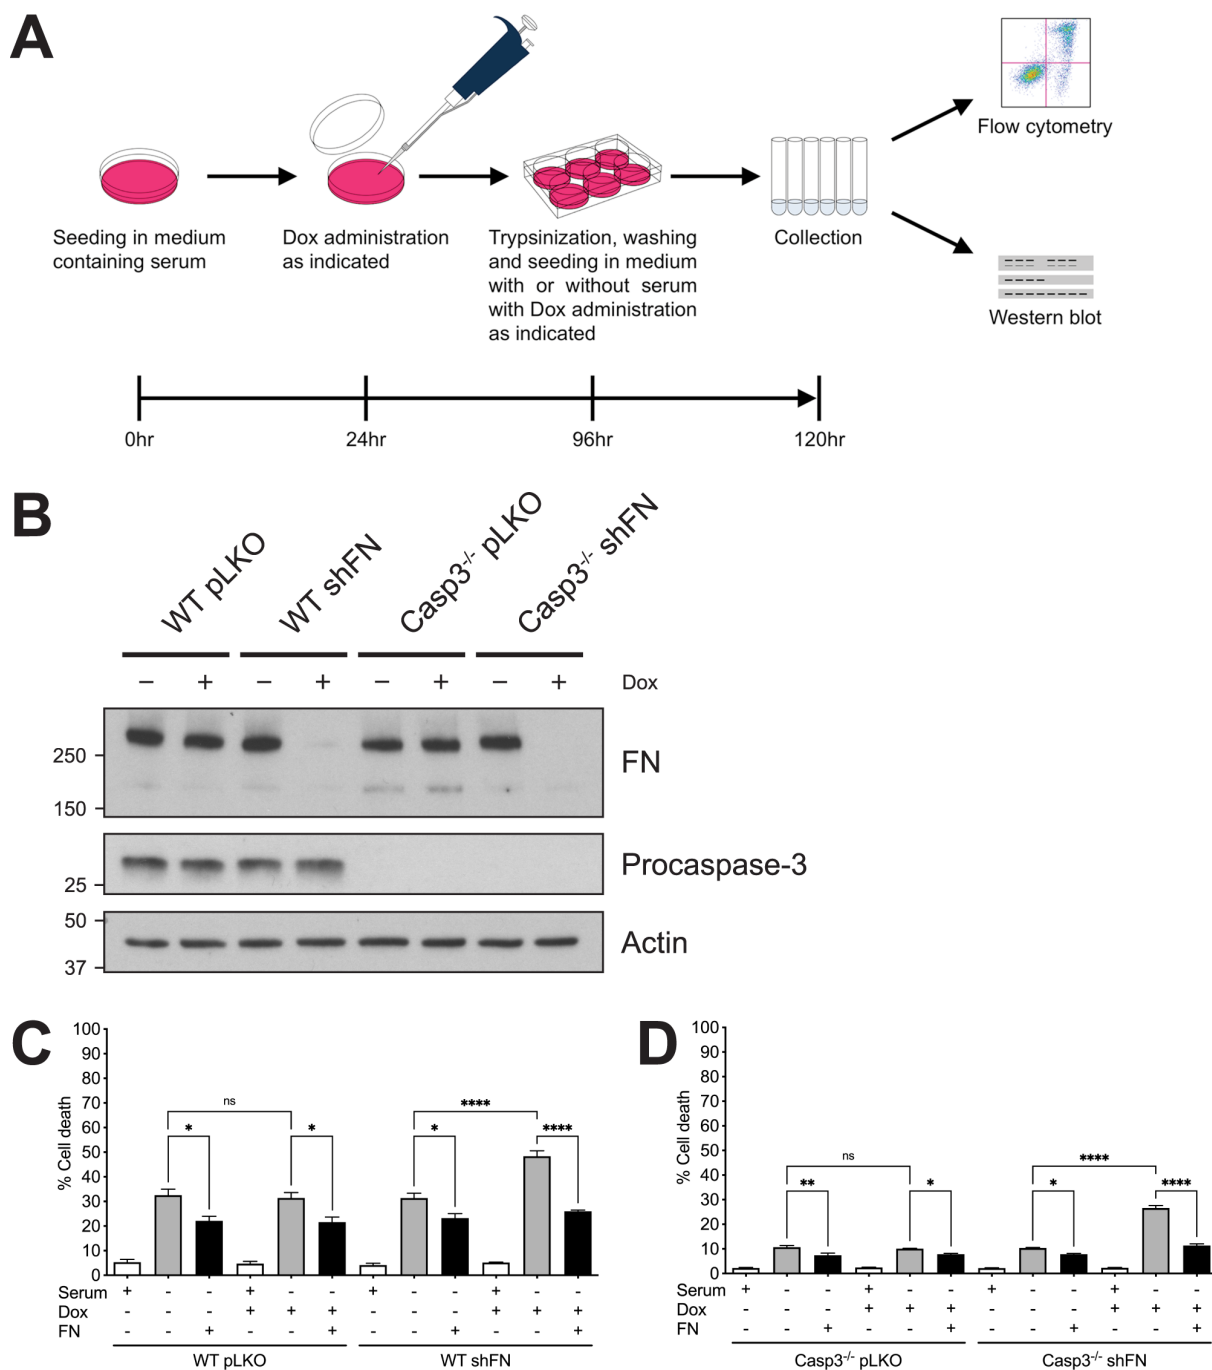 A
Flow cytometry
Seeding in medium
containing serum
Dox administration
as indicated
Trypsinization, washing
and seeding in medium
with or without serum
with Dox administration
as indicated
Collection
Western blot
0hr 24hr 96hr 120hr
B
WT pLKO
WT shFN
Casp3-/- pLKO
Casp3-/- shFN
– + – + – + – + Dox
250
150
FN
25
Procaspase-3
50
37
Actin
C
% Cell death
100
90
80
70
60
50
40
30
20
10
0
ns
****
* * * ****
Serum + - - + - - + - - + - -
Dox - - - + + + - - - + + +
FN - - + - - + - - + - - +
WT pLKO WT shFN
D
% Cell death
100
90
80
70
60
50
40
30
20
10
0
ns
****
** * * ****
Serum + - - + - - + - - + - -
Dox - - - + + + - - - + + +
FN - - + - - + - - + - - +
Casp3-/- pLKO Casp3-/- shFN